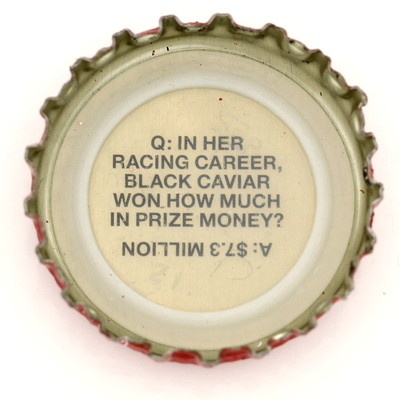 Q: IN HER
RACING CAREER,
BLACK CAVIAR
WON HOW MUCH
IN PRIZE MONEY?
A: $7.3 MILLION